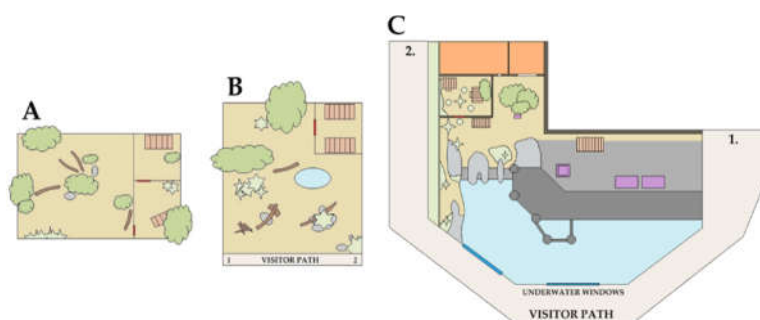 A
B
1 VISITOR PATH 2
C
2.
1.
UNDERWATER WINDOWS
VISITOR PATH